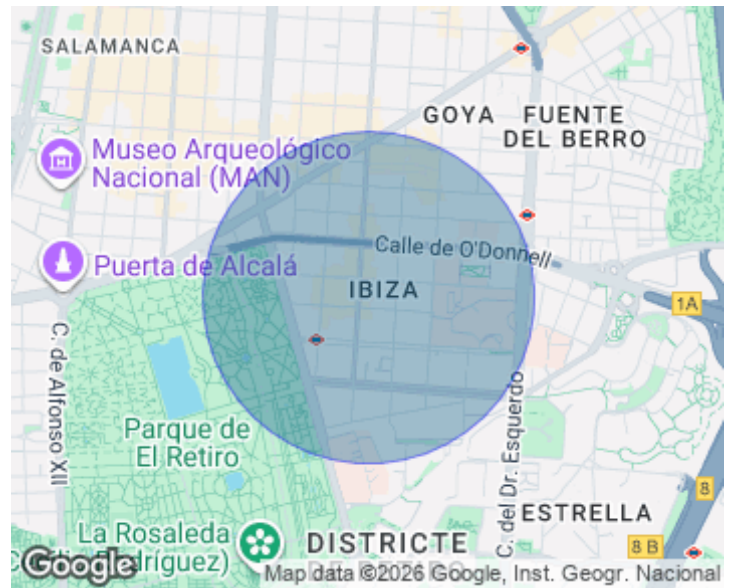 SALAMANCA
GOYA
FUENTE
DEL BERRO
Museo Arqueológico
Nacional (MAN)
Calle de O'Donnell
Puerta de Alcalá
IBIZA
1A
C. de Alfonso XII
Parque de
El Retiro
C. del Dr. Esquerdo
8
ESTRELLA
La Rosaleda
DISTRICTE
8 B
Google
Map data ©2026 Google, Inst. Geogr. Nacional